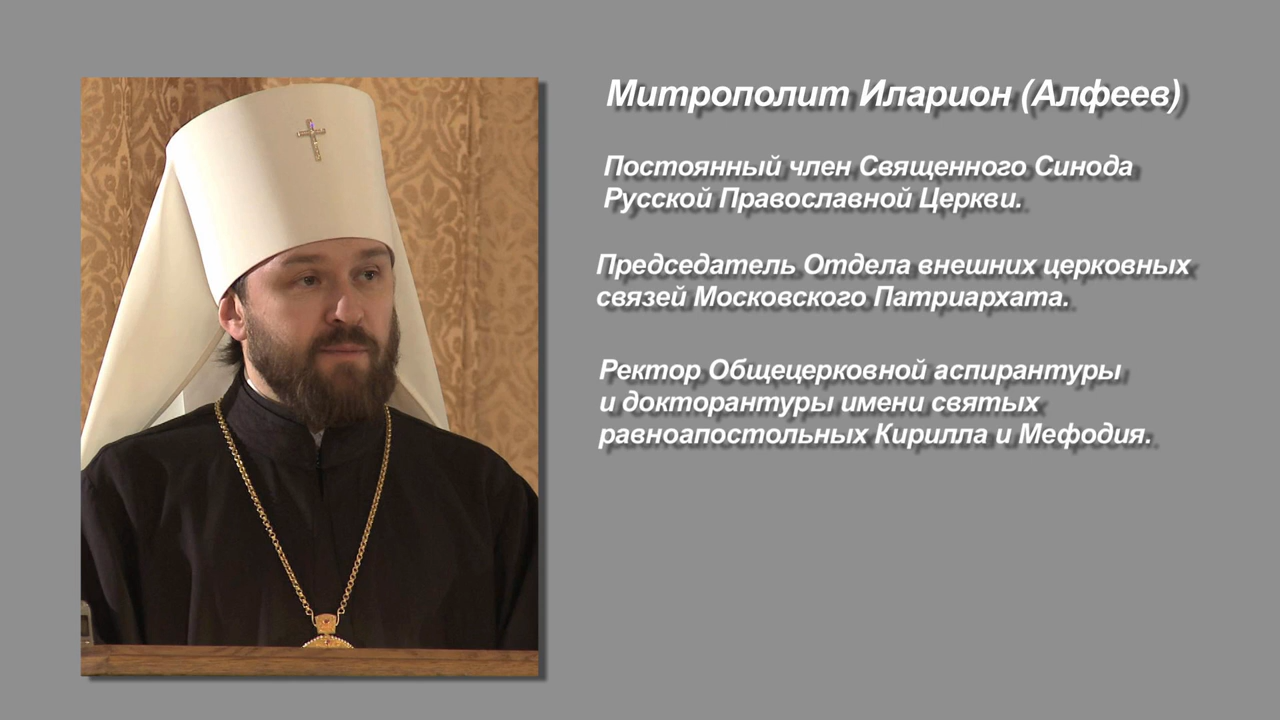 Митрополит Иларион (Алфеев)
Постоянный член Священного Синода
Русской Православной Церкви.
Председатель Отдела внешних церковных
связей Московского Патриархата.
Ректор Общецерковной аспирантуры
и докторантуры имени святых
равноапостольных Кирилла и Мефодия.